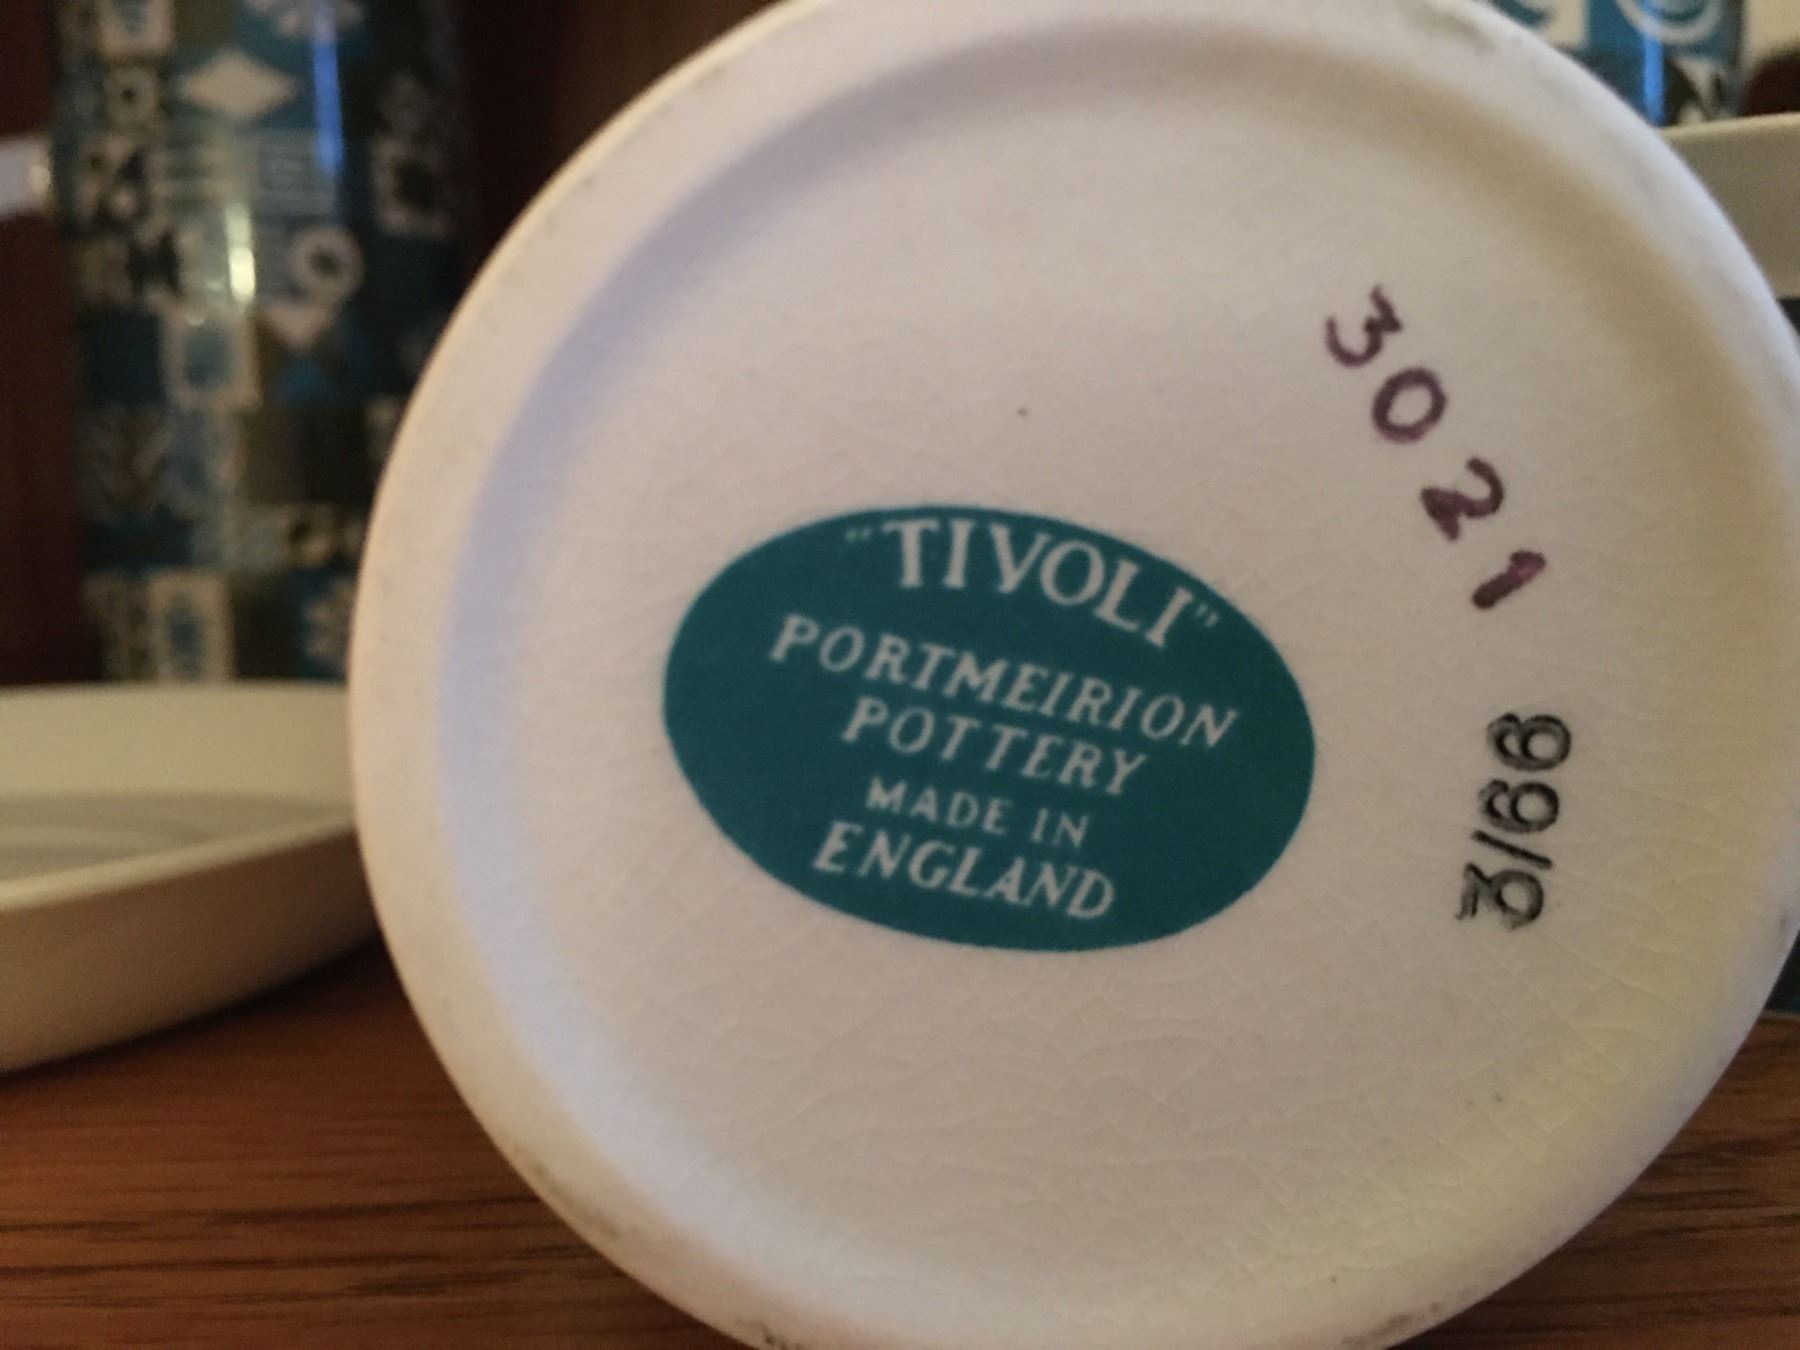 "TIVOLI"
PORTMEIRION
POTTERY
MADE IN
ENGLAND
3021
3/66